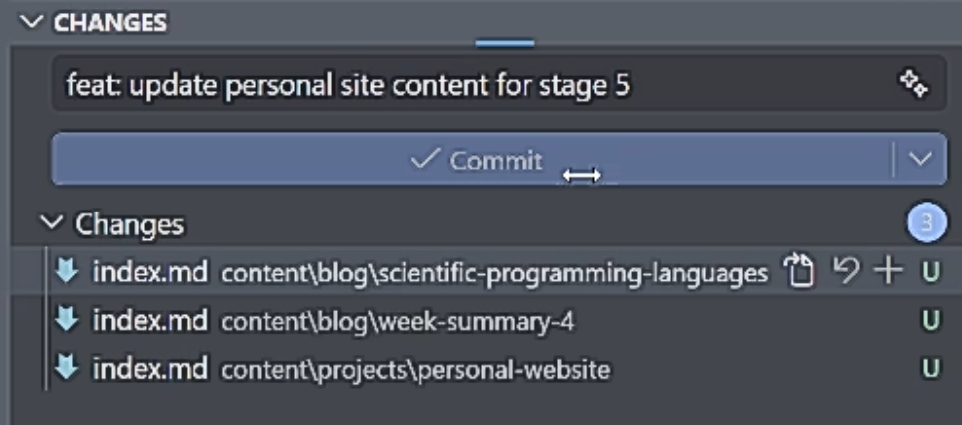 CHANGES
feat: update personal site content for stage 5
Commit
Changes 3
index.md content\blog\scientific-programming-languages U
index.md content\blog\week-summary-4 U
index.md content\projects\personal-website U